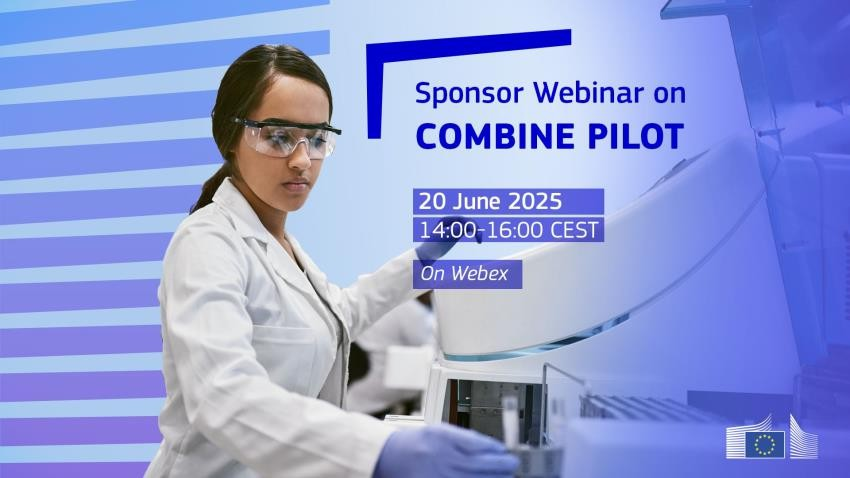 Sponsor Webinar on
COMBINE PILOT
20 June 2025
14:00-16:00 CEST
On Webex